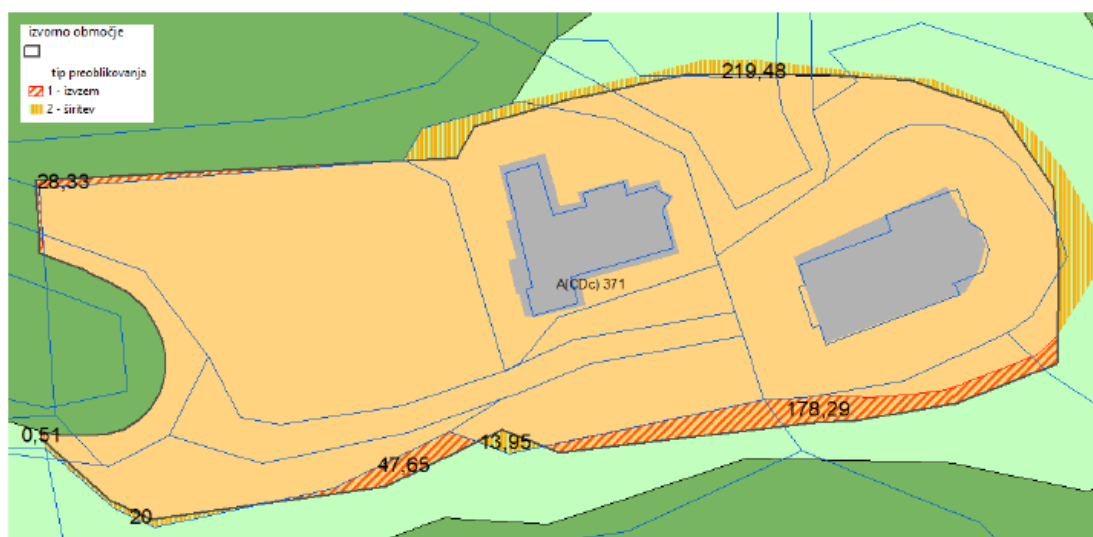 izvorno območje
tip preoblikovanja
1 - izvzem
2 - širitev
219,48
28,33
A(CDc) 371
178,29
0,51
13,95
47,65
20